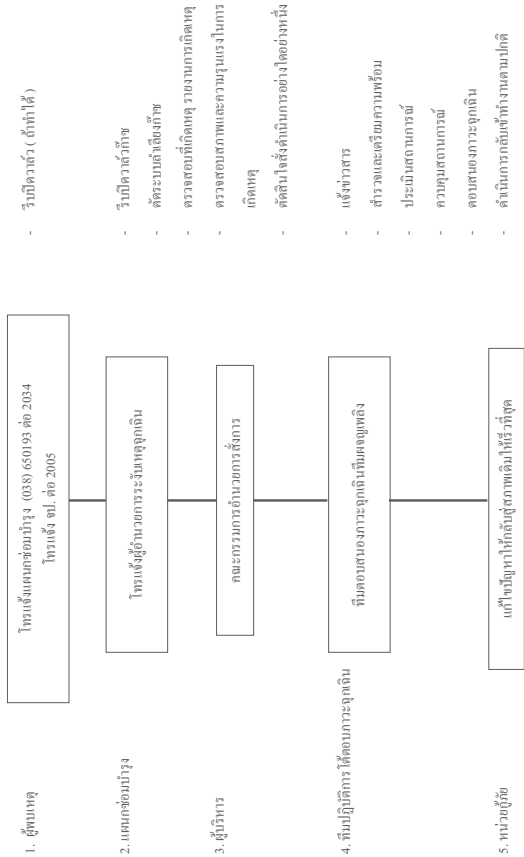 1. ผู้พบเหตุ
โทรแจ้งแผนกซ่อมบำรุง (038) 650193 ต่อ 2034
โทรแจ้ง จป. ต่อ 2005
- รีบปิดวาล์ว ( ถ้าทำได้ )
2. แผนกซ่อมบำรุง
โทรแจ้งผู้อำนวยการระงับเหตุฉุกเฉิน
- รีบปิดวาล์วก๊าซ
- ตัดระบบลำเลียงก๊าซ
- ตรวจสอบที่เกิดเหตุ รายงานการเกิดเหตุ
3. ผู้บริหาร
คณะกรรมการอำนวยการสั่งการ
- ตรวจสอบสภาพและความรุนแรงในการ
เกิดเหตุ
- ตัดสินใจสั่งดำเนินการอย่างใดอย่างหนึ่ง
4. ทีมปฏิบัติการ โต้ตอบภาวะฉุกเฉิน
ทีมตอบสนองภาวะฉุกเฉินทีมผจญเพลิง
- แจ้งข่าวสาร
- สำรวจและเตรียมความพร้อม
- ประเมินสถานการณ์
- ควบคุมสถานการณ์
- ตอบสนองภาวะฉุกเฉิน
5. หน่วยกู้ภัย
แก้ไขปัญหาให้กลับสู่สภาพเดิมให้เร็วที่สุด
- ดำเนินการกลับเข้าทำงานตามปกติ